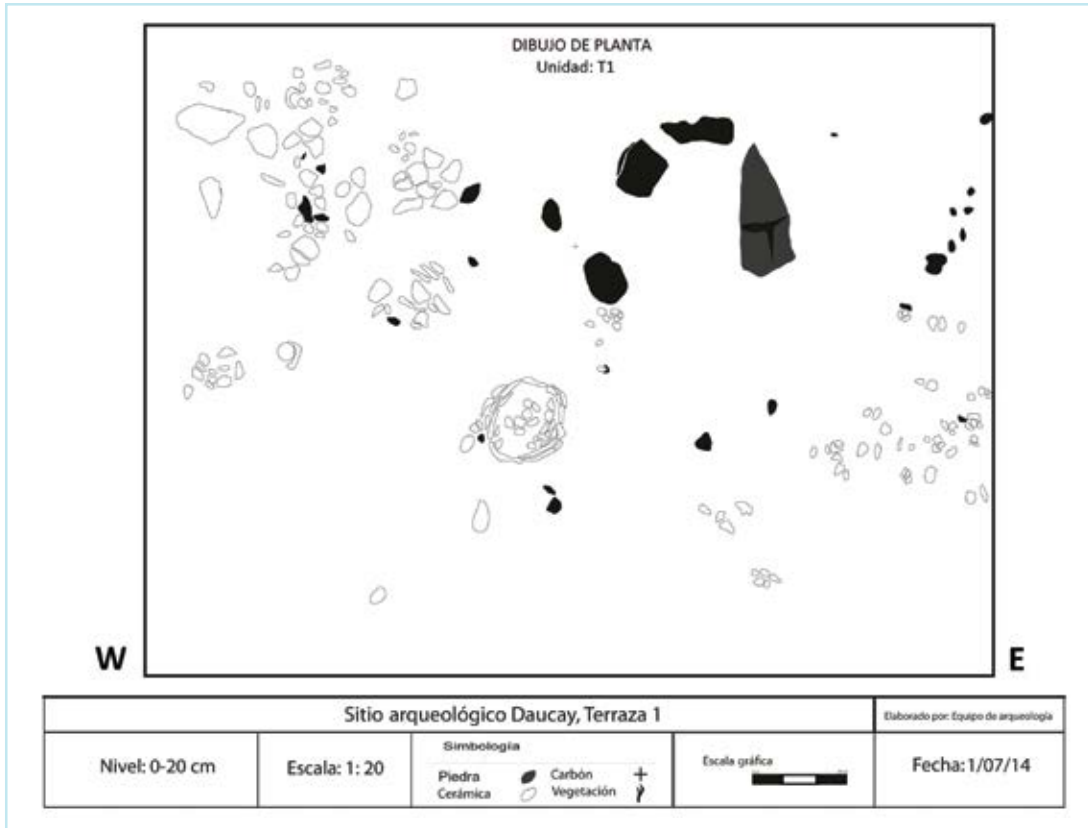 DIBUJO DE PLANTA
Unidad: T1
W
E
Sitio arqueológico Daucay, Terraza 1
Elaborado por: Equipo de arqueología
Nivel: 0-20 cm
Escala: 1: 20
Simbología
Piedra
Carbón
Cerámica
Vegetación
Escala gráfica
Fecha:1/07/14